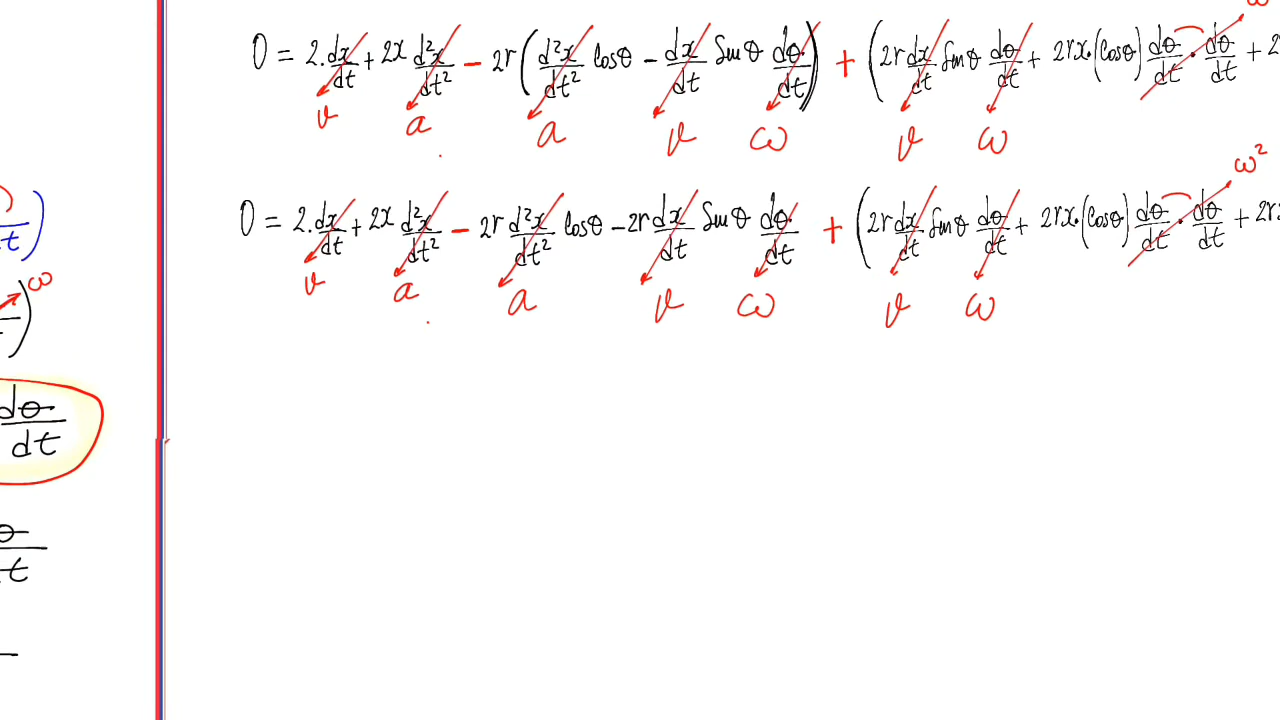 ω
0 = 2.dx/dt + 2x d²x/dt² - 2r(d²x/dt² Cosθ - dx/dt Sinθ dθ/dt) + (2r dx/dt Sinθ dθ/dt + 2rx.(Cosθ) dθ/dt . dθ/dt + 2
v a a v ω v ω
ω²
0 = 2.dx/dt + 2x d²x/dt² - 2r d²x/dt² Cosθ - 2r dx/dt Sinθ dθ/dt + (2r dx/dt Sinθ dθ/dt + 2rx.(Cosθ) dθ/dt . dθ/dt + 2r
v a a v ω v ω
t)
ω
)
dθ/dt
θ
t